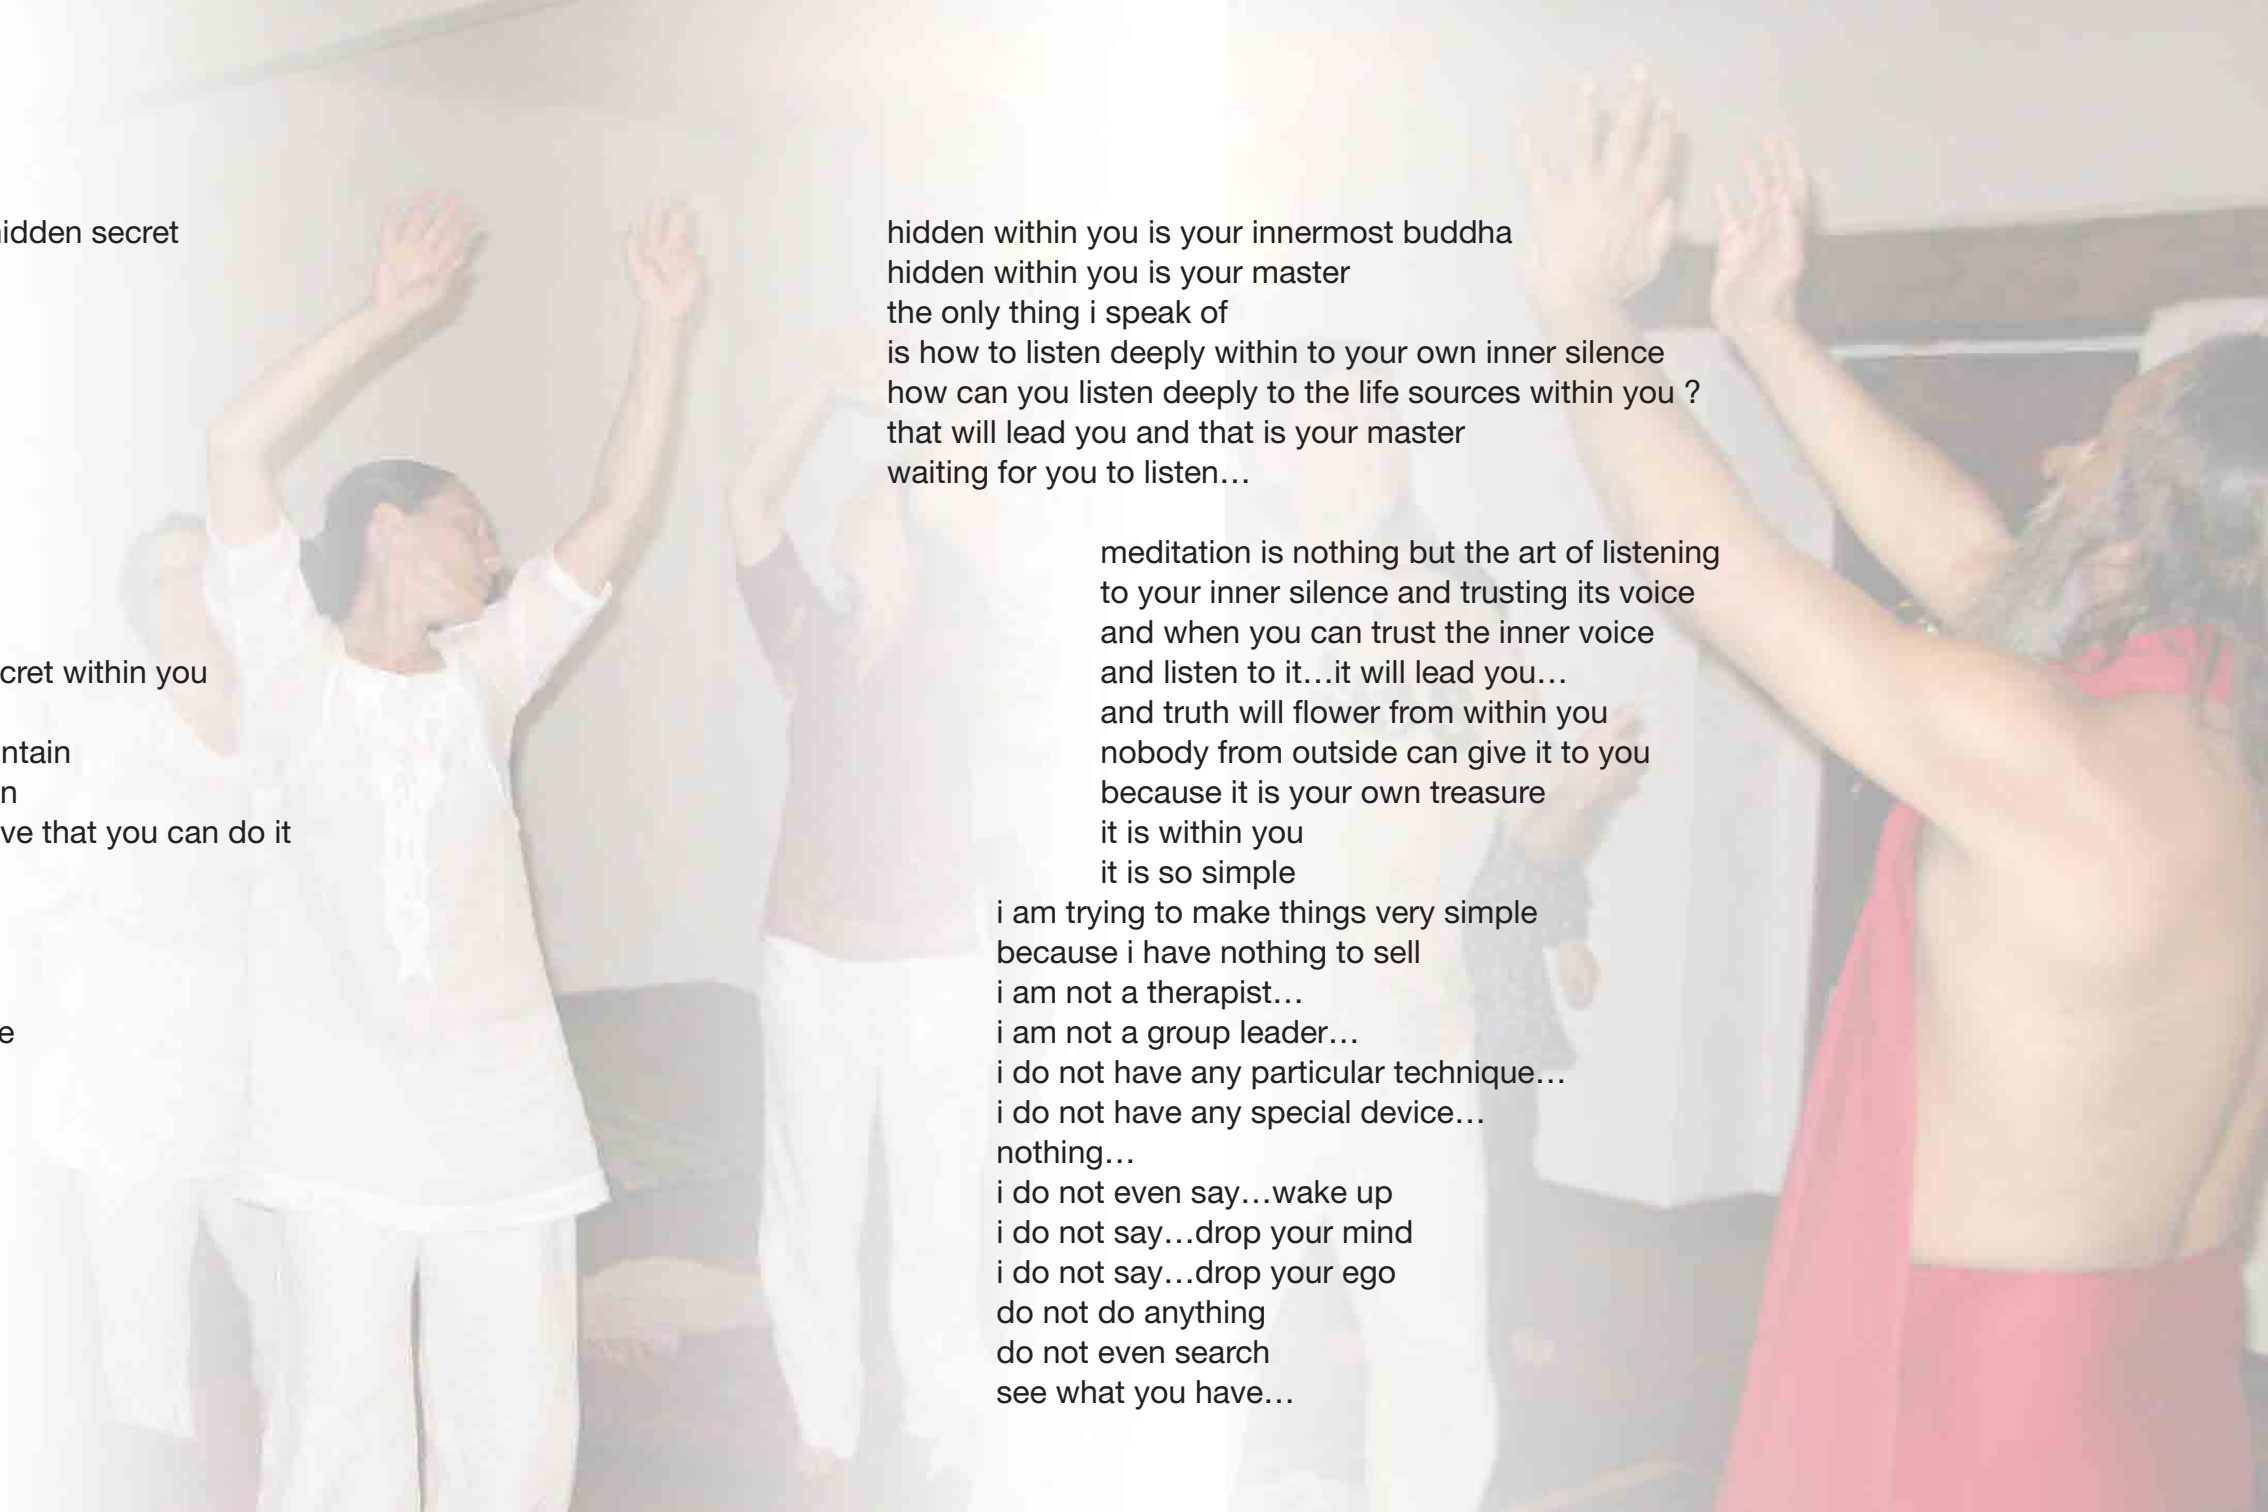 hidden secret
within you
that you can do it
hidden within you is your innermost buddha
hidden within you is your master
the only thing i speak of
is how to listen deeply within to your own inner silence
how can you listen deeply to the life sources within you ?
that will lead you and that is your master
waiting for you to listen…
meditation is nothing but the art of listening
to your inner silence and trusting its voice
and when you can trust the inner voice
and listen to it…it will lead you…
and truth will flower from within you
nobody from outside can give it to you
because it is your own treasure
it is within you
it is so simple
i am trying to make things very simple
because i have nothing to sell
i am not a therapist…
i am not a group leader…
i do not have any particular technique…
i do not have any special device…
nothing…
i do not even say…wake up
i do not say…drop your mind
i do not say…drop your ego
do not do anything
do not even search
see what you have…